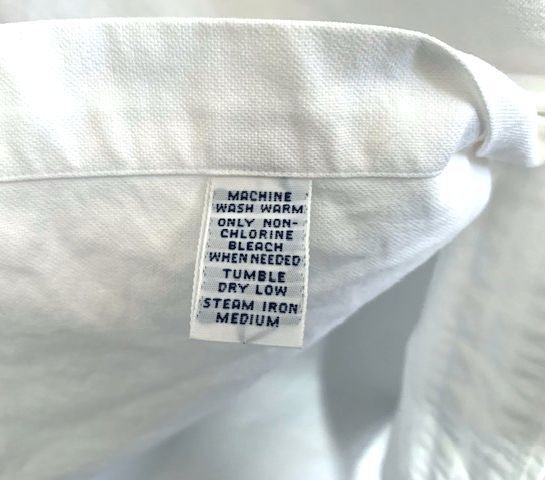 MACHINE
WASH WARM
ONLY NON-
CHLORINE
BLEACH
WHEN NEEDED
TUMBLE
DRY LOW
STEAM IRON
MEDIUM